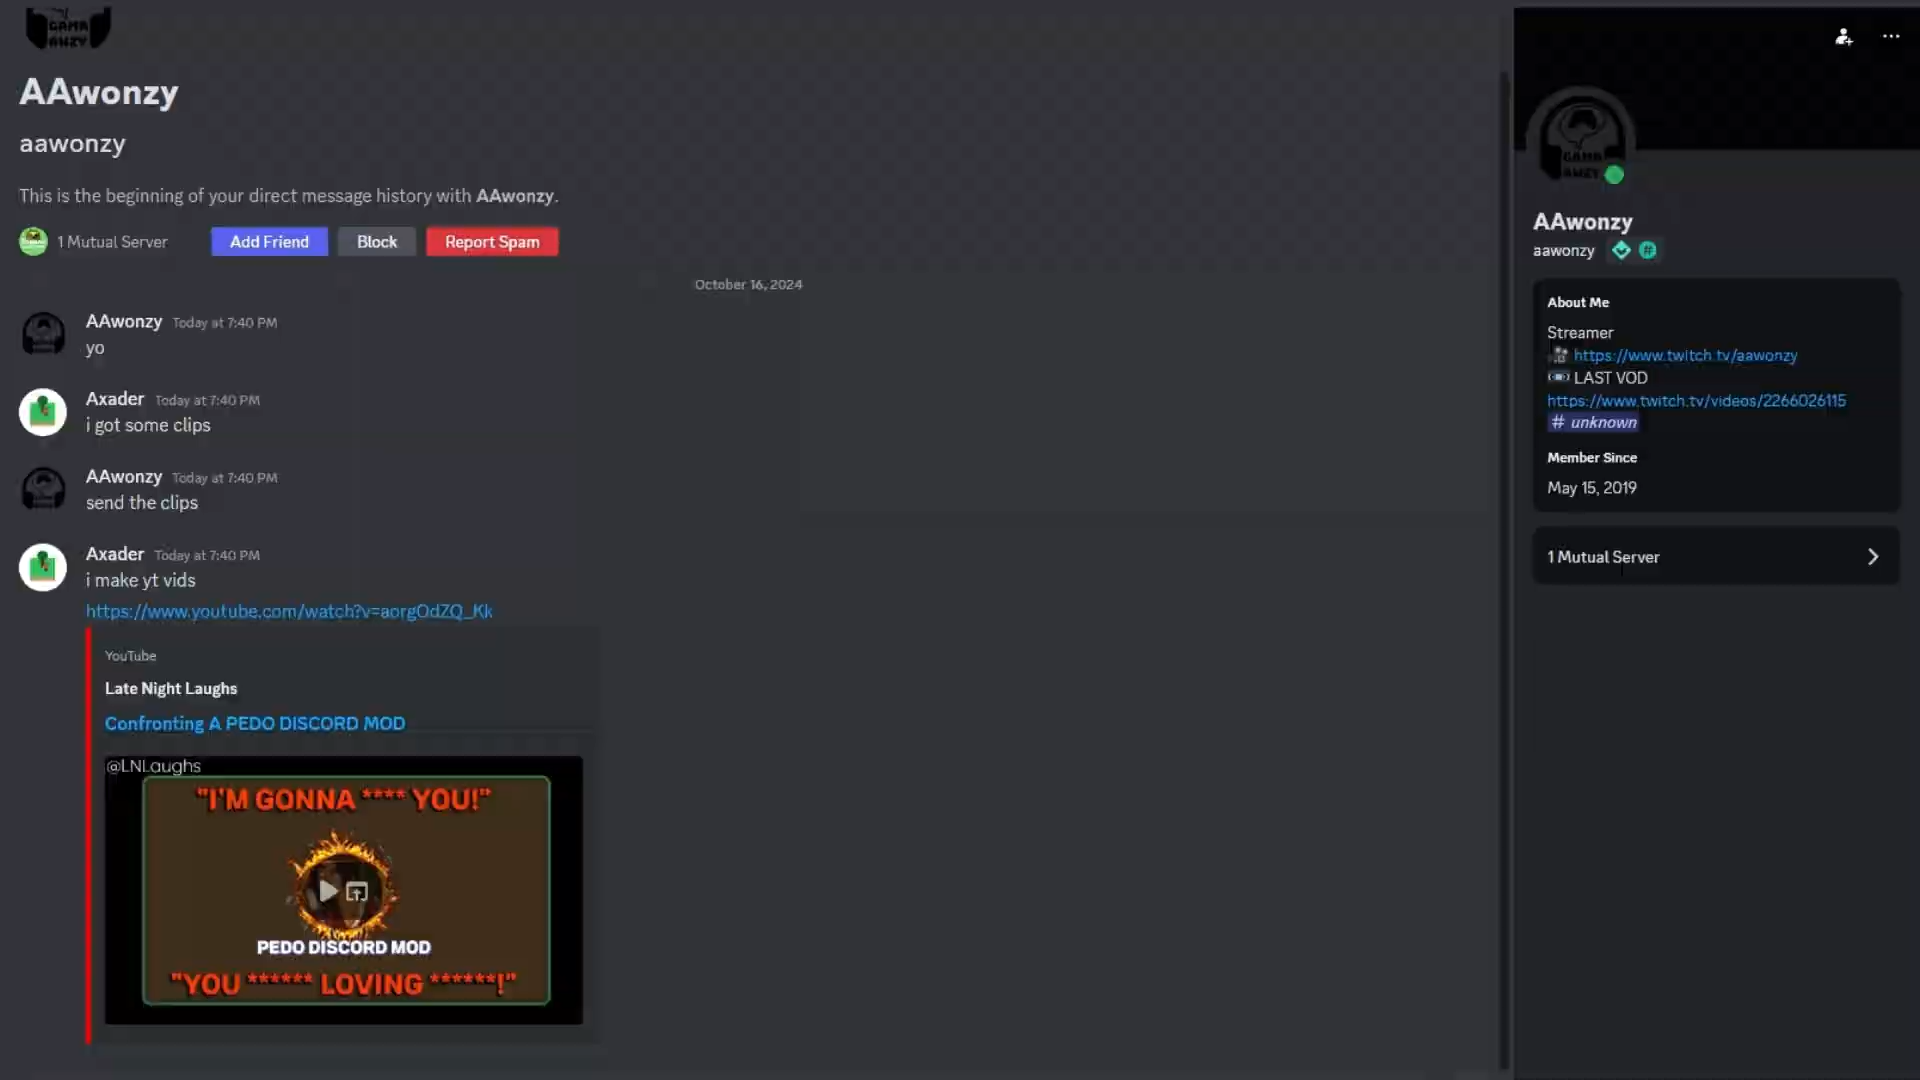 GAMA
WNZY
AAwonzy
aawonzy
This is the beginning of your direct message history with AAwonzy.
1 Mutual Server
Add Friend
Block
Report Spam
October 16, 2024
AAwonzy Today at 7:40 PM
yo
Axader Today at 7:40 PM
i got some clips
AAwonzy Today at 7:40 PM
send the clips
Axader Today at 7:40 PM
i make yt vids
https://www.youtube.com/watch?v=aorgOdZQ_Kk
YouTube
Late Night Laughs
Confronting A PEDO DISCORD MOD
@LNLaughs
"I'M GONNA **** YOU!"
PEDO DISCORD MOD
"YOU ****** LOVING ******!"
AAwonzy
aawonzy
About Me
Streamer
https://www.twitch.tv/aawonzy
LAST VOD
https://www.twitch.tv/videos/2266026115
# unknown
Member Since
May 15, 2019
1 Mutual Server